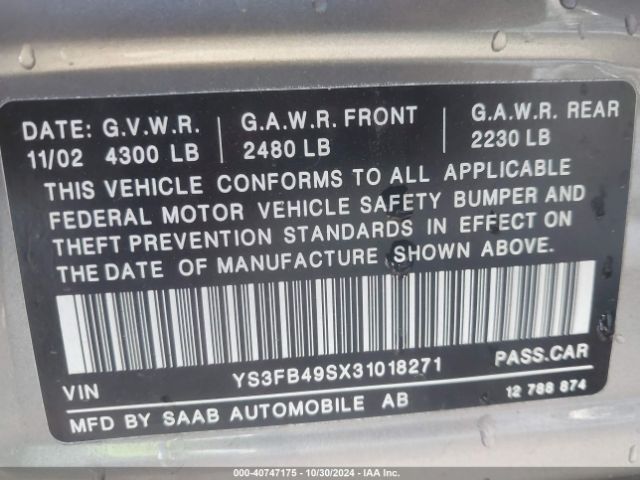 DATE: G.V.W.R. G.A.W.R. FRONT G.A.W.R. REAR
11/02 4300 LB 2480 LB 2230 LB
THIS VEHICLE CONFORMS TO ALL APPLICABLE
FEDERAL MOTOR VEHICLE SAFETY BUMPER AND
THEFT PREVENTION STANDARDS IN EFFECT ON
THE DATE OF MANUFACTURE SHOWN ABOVE.
VIN YS3FB49SX31018271 PASS.CAR
MFD BY SAAB AUTOMOBILE AB 12 788 874
000-40747175 - 10/30/2024 - IAA Inc.